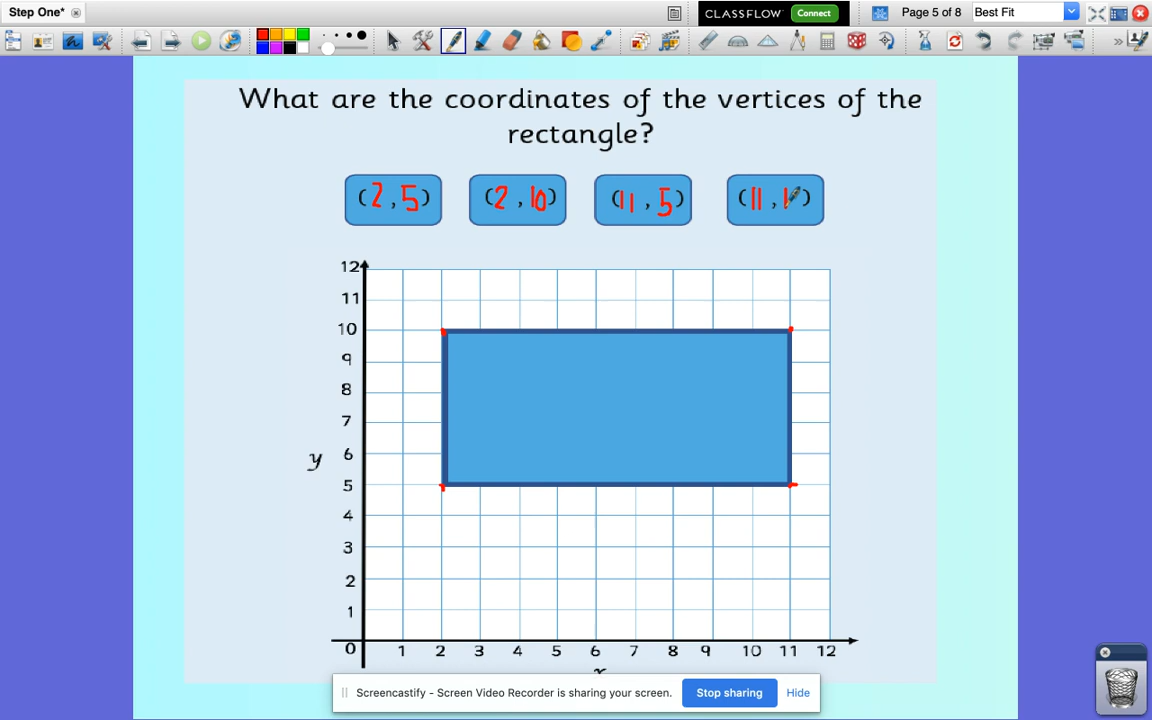 Step One*
CLASSFLOW Connect Page 5 of 8 Best Fit
What are the coordinates of the vertices of the
rectangle?
(2,5) (2,10) (11,5) (11,1)
12
11
10
9
8
7
6
y
5
4
3
2
1
0 1 2 3 4 5 6 7 8 9 10 11 12
x
Screencastify - Screen Video Recorder is sharing your screen. Stop sharing Hide